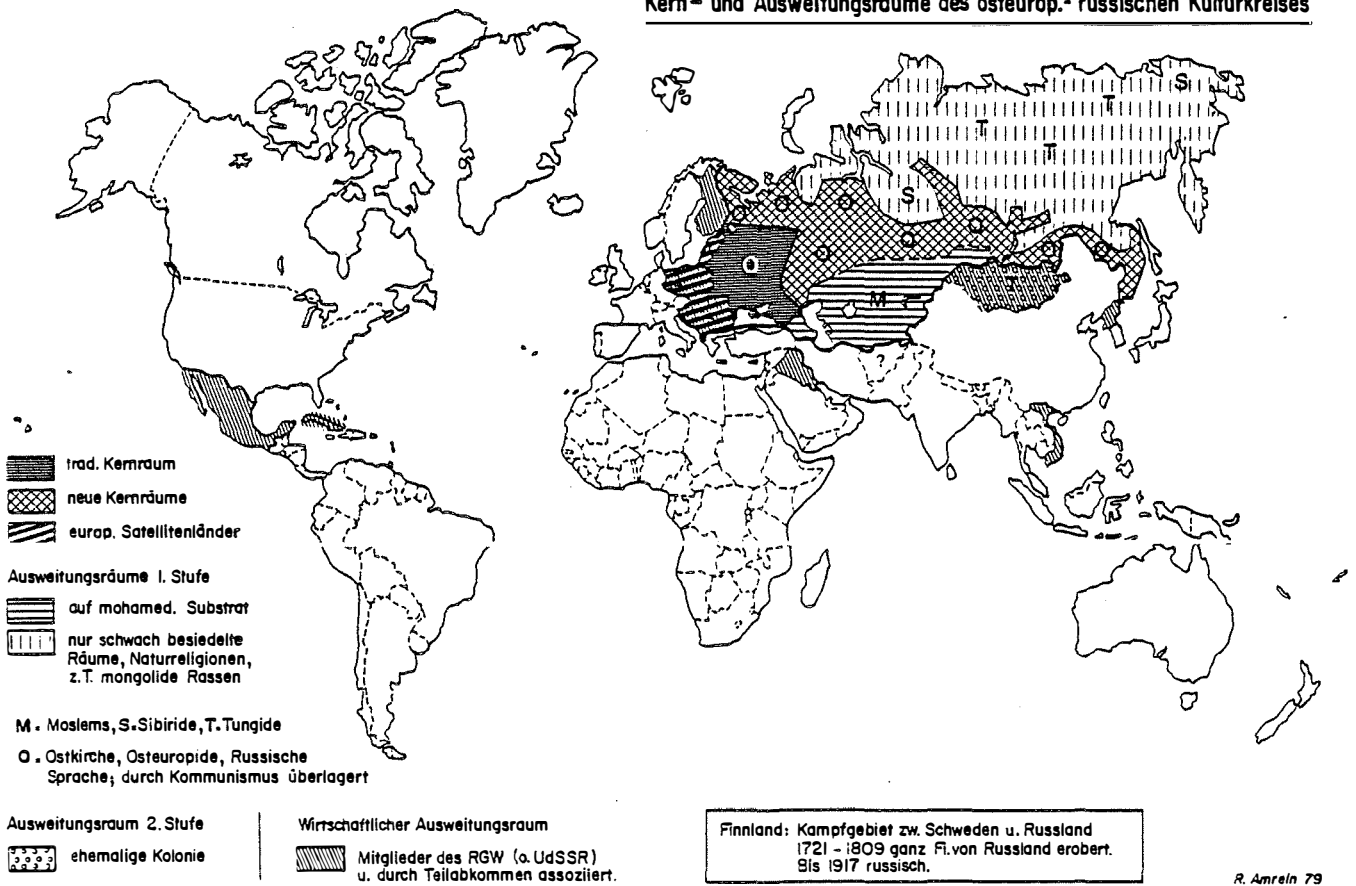 Kern- und Ausweitungsräume des osteurop.- russischen Kulturkreises
S
T
T
T
S
O
M
T
trad. Kernraum
neue Kernräume
europ. Satellitenländer
Ausweitungsräume 1. Stufe
auf mohamed. Substrat
nur schwach besiedelte
Räume, Naturreligionen,
z.T. mongolide Rassen
M. Moslems, S.Sibiride, T.Tungide
O. Ostkirche, Osteuropide, Russische
Sprache; durch Kommunismus überlagert
Ausweitungsraum 2. Stufe
ehemalige Kolonie
Wirtschaftlicher Ausweitungsraum
Mitglieder des RGW (a. UdSSR)
u. durch Teilabkommen assoziiert.
Finnland: Kampfgebiet zw. Schweden u. Russland
1721 - 1809 ganz Fi. von Russland erobert.
Bis 1917 russisch.
R. Amrein 79